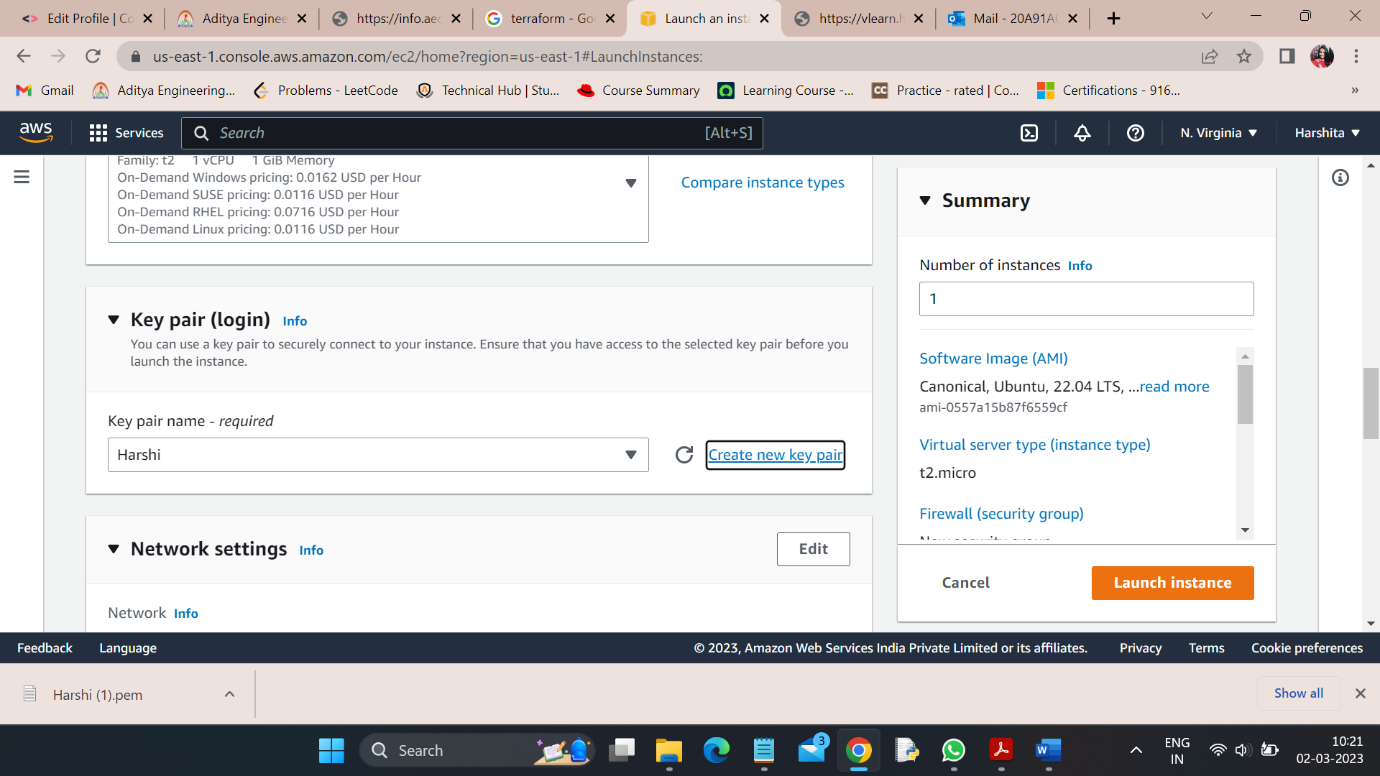 Edit Profile | Co
Aditya Enginee
https://info.aec
terraform - Go
Launch an inst
https://vlearn.h
Mail - 20A91A
us-east-1.console.aws.amazon.com/ec2/home?region=us-east-1#LaunchInstances:
Gmail
Aditya Engineering...
Problems - LeetCode
Technical Hub | Stu...
Course Summary
Learning Course -...
CC
Practice - rated | Co...
Certifications - 916...
»
aws
Services
Search
[Alt+S]
N. Virginia
Harshita
Family: t2 1 vCPU 1 GiB Memory
On-Demand Windows pricing: 0.0162 USD per Hour
On-Demand SUSE pricing: 0.0116 USD per Hour
On-Demand RHEL pricing: 0.0716 USD per Hour
On-Demand Linux pricing: 0.0116 USD per Hour
Compare instance types
Key pair (login) Info
You can use a key pair to securely connect to your instance. Ensure that you have access to the selected key pair before you
launch the instance.
Key pair name - required
Harshi
Create new key pair
Network settings Info
Edit
Network Info
Summary
Number of instances Info
1
Software Image (AMI)
Canonical, Ubuntu, 22.04 LTS, ...read more
ami-0557a15b87f6559cf
Virtual server type (instance type)
t2.micro
Firewall (security group)
New security group
Cancel
Launch instance
Feedback
Language
© 2023, Amazon Web Services India Private Limited or its affiliates.
Privacy
Terms
Cookie preferences
Harshi (1).pem
Show all
Search
3
ENG
IN
10:21
02-03-2023